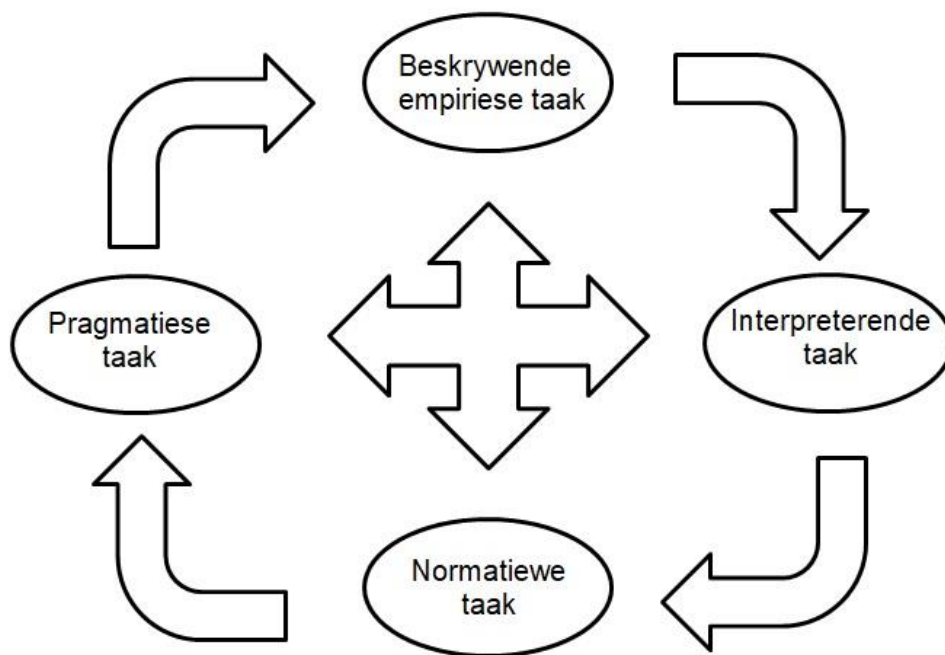 Beskrywende
empiriese taak
Pragmatiese
taak
Interpreterende
taak
Normatiewe
taak